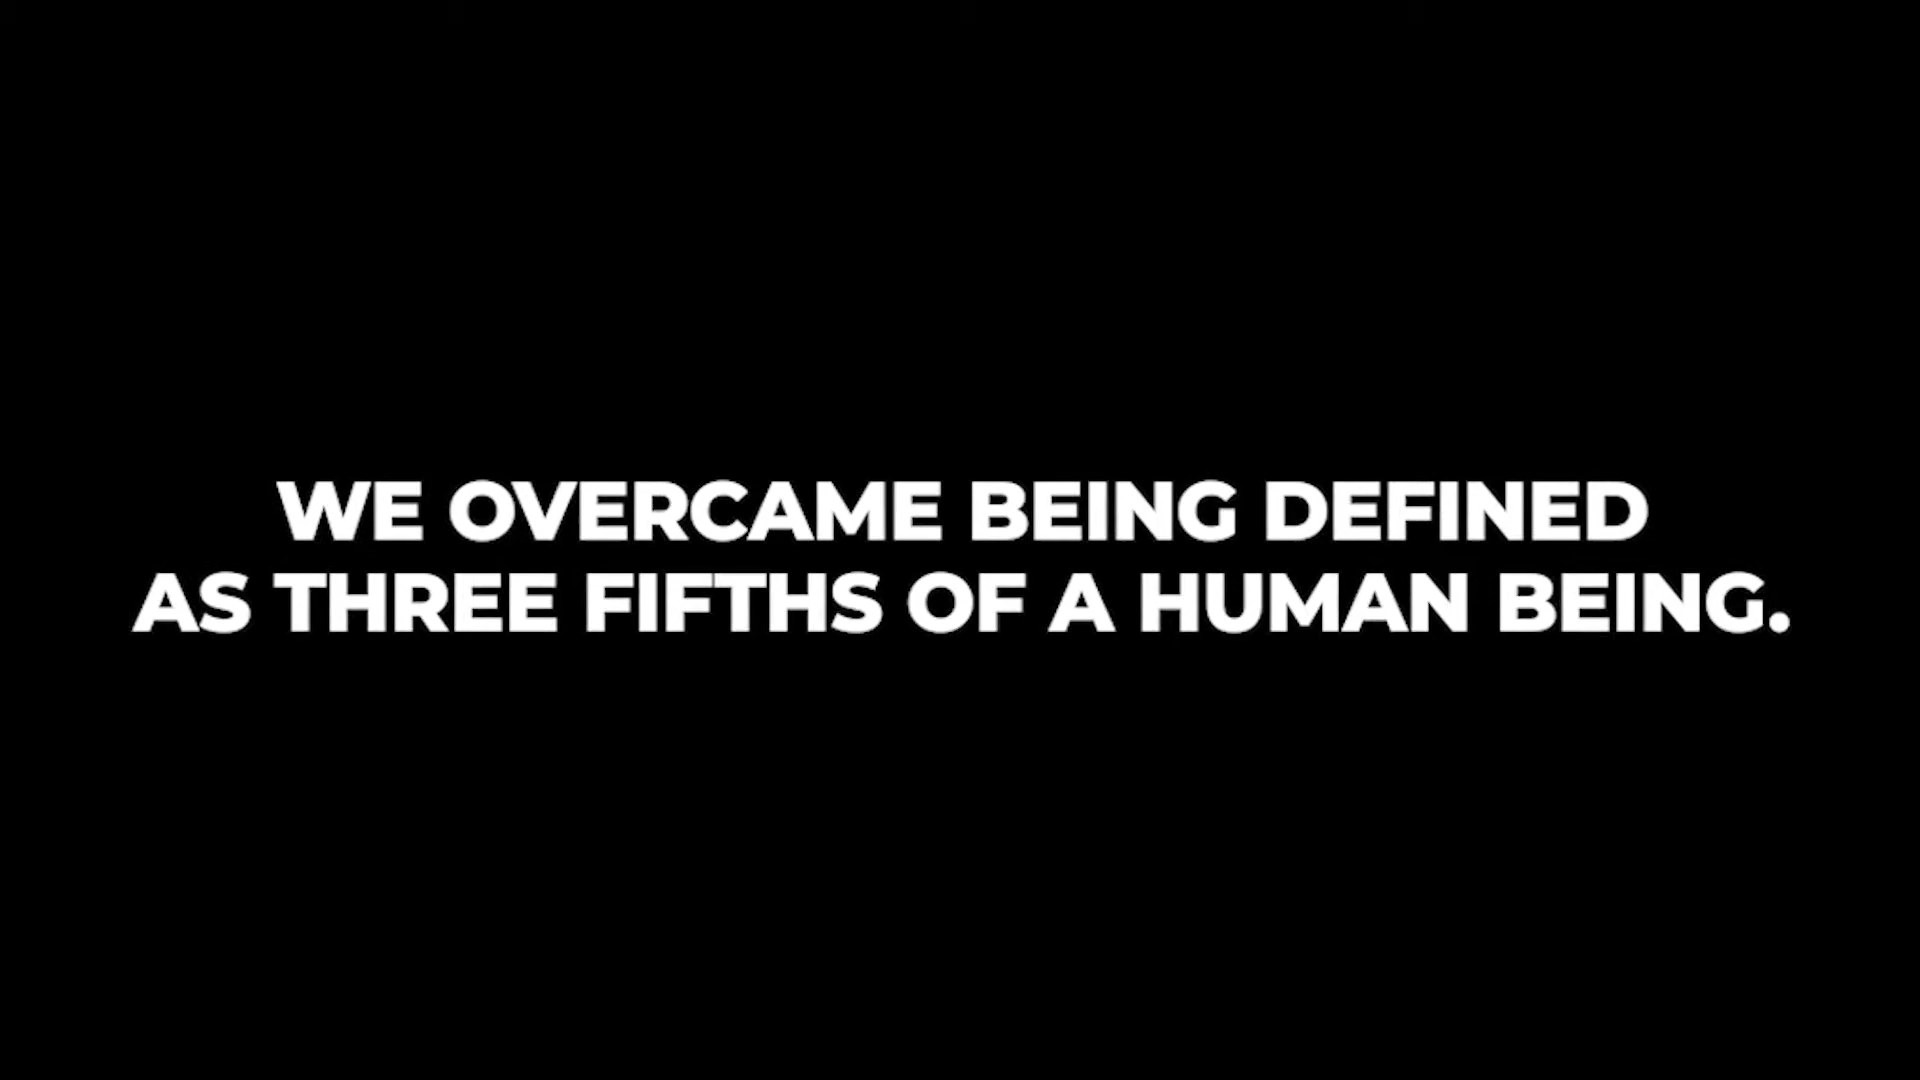 WE OVERCAME BEING DEFINED
AS THREE FIFTHS OF A HUMAN BEING.